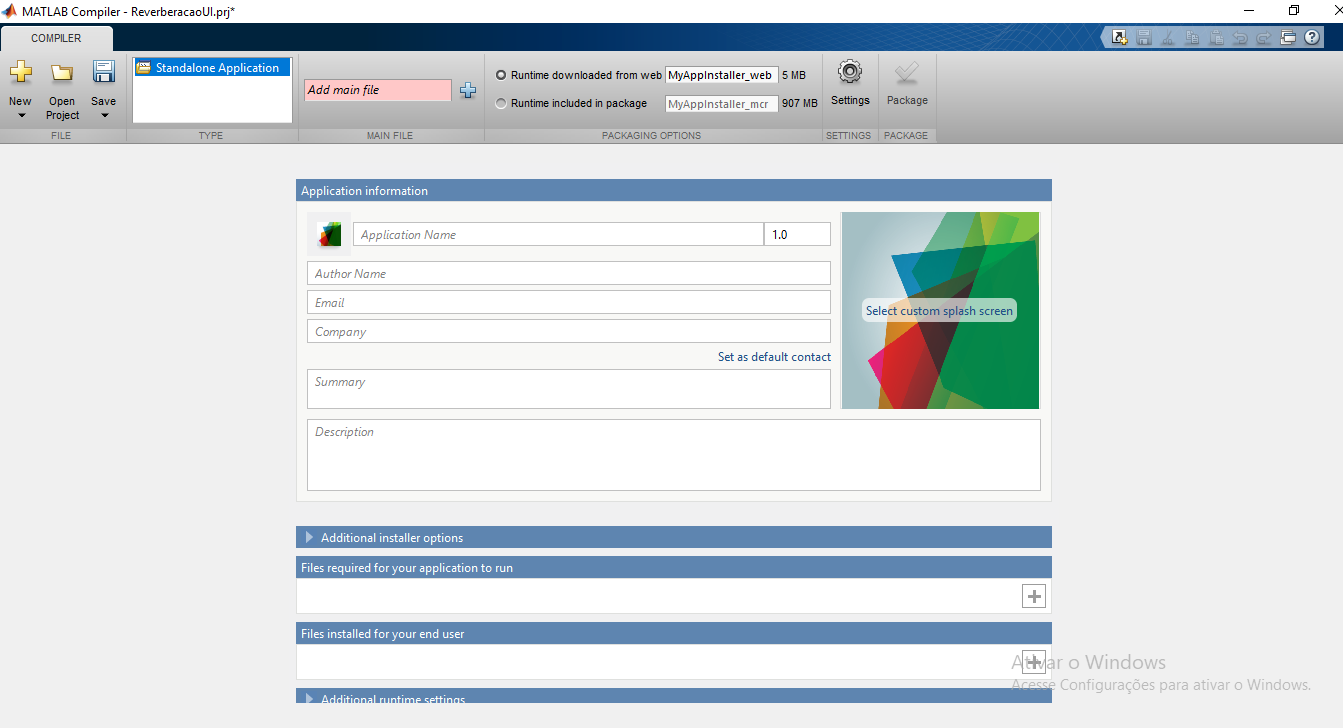 MATLAB Compiler - ReverberacaoUI.prj*
COMPILER
New
Open Project
Save
FILE
Standalone Application
TYPE
Add main file
MAIN FILE
Runtime downloaded from web MyAppInstaller_web 5 MB
Runtime included in package MyAppInstaller_mcr 907 MB
PACKAGING OPTIONS
Settings
SETTINGS
Package
PACKAGE
Application information
Application Name 1.0
Author Name
Email
Company
Set as default contact
Summary
Select custom splash screen
Description
Additional installer options
Files required for your application to run
Files installed for your end user
Additional runtime settings
Ativar o Windows
Acesse Configurações para ativar o Windows.